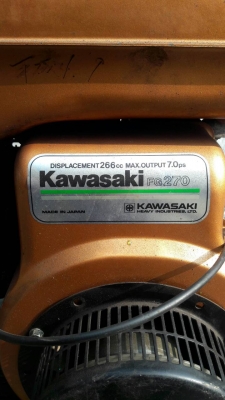 DISPLACEMENT 266cc MAX.OUTPUT 7.0ps
Kawasaki FG270
MADE IN JAPAN
KAWASAKI
HEAVY INDUSTRIES, LTD.